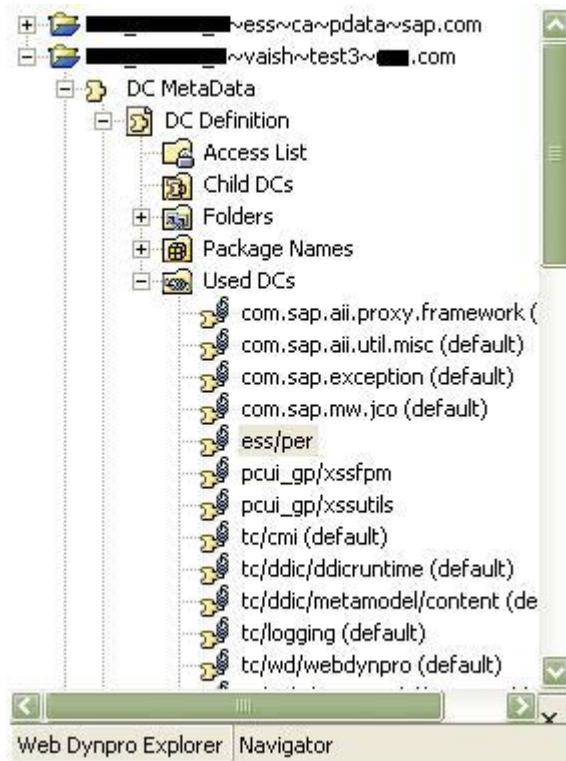 ~ess~ca~pdata~sap.com
~vaish~test3~ .com
DC MetaData
DC Definition
Access List
Child DCs
Folders
Package Names
Used DCs
com.sap.aii.proxy.framework (
com.sap.aii.util.misc (default)
com.sap.exception (default)
com.sap.mw.jco (default)
ess/per
pcui_gp/xssfpm
pcui_gp/xssutils
tc/cmi (default)
tc/ddic/ddicruntime (default)
tc/ddic/metamodel/content (de
tc/logging (default)
tc/wd/webdynpro (default)
Web Dynpro Explorer Navigator